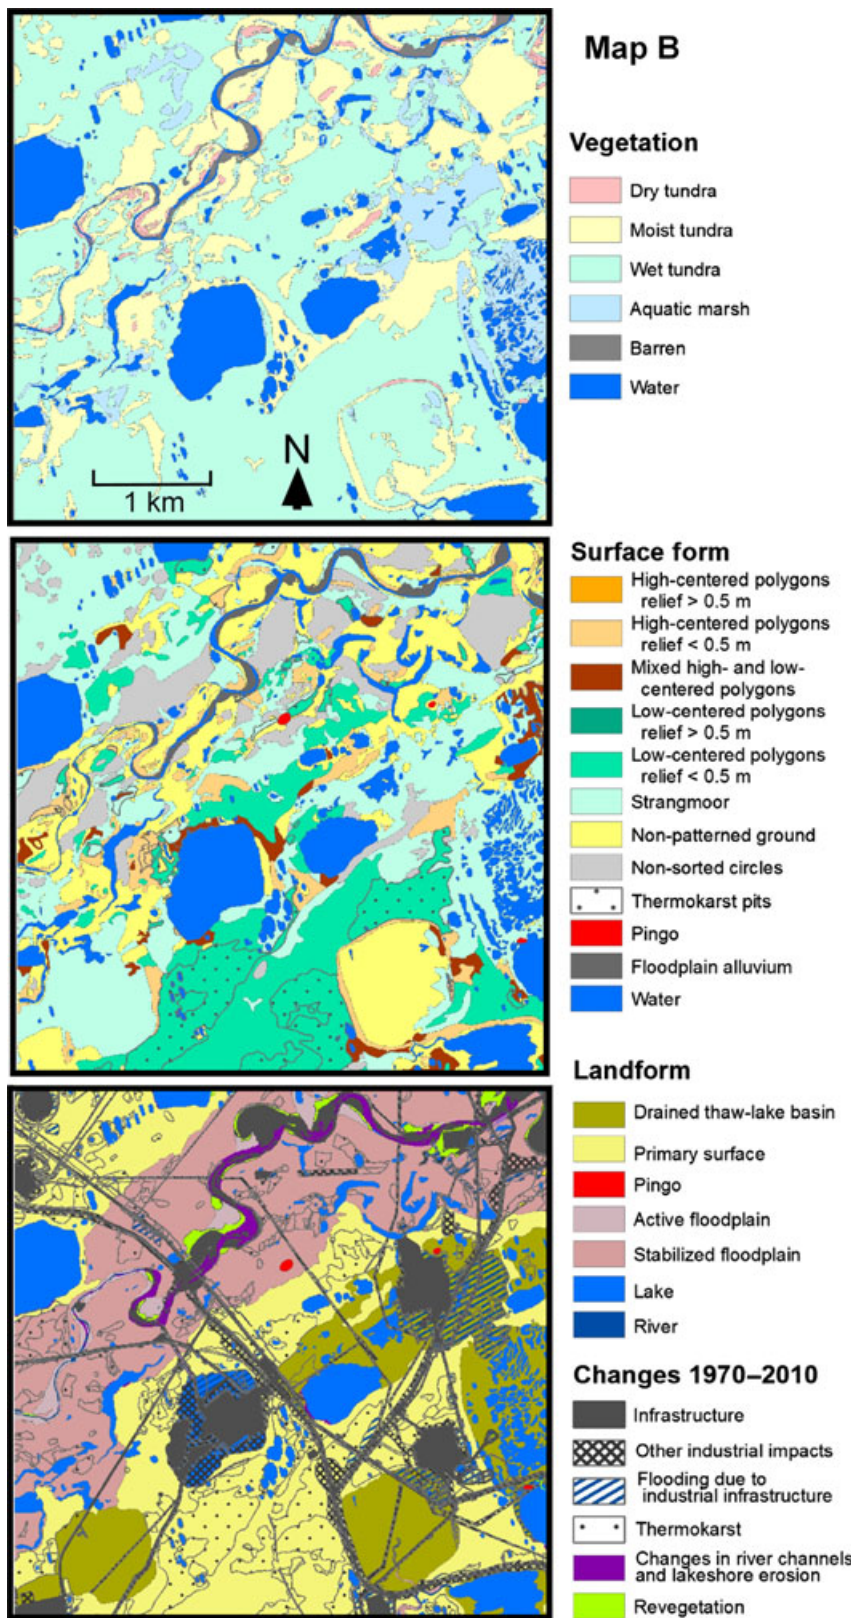 Map B
Vegetation
Dry tundra
Moist tundra
Wet tundra
Aquatic marsh
Barren
Water
N
1 km
Surface form
High-centered polygons
relief > 0.5 m
High-centered polygons
relief < 0.5 m
Mixed high- and low-
centered polygons
Low-centered polygons
relief > 0.5 m
Low-centered polygons
relief < 0.5 m
Strangmoor
Non-patterned ground
Non-sorted circles
Thermokarst pits
Pingo
Floodplain alluvium
Water
Landform
Drained thaw-lake basin
Primary surface
Pingo
Active floodplain
Stabilized floodplain
Lake
River
Changes 1970–2010
Infrastructure
Other industrial impacts
Flooding due to
industrial infrastructure
Thermokarst
Changes in river channels
and lakeshore erosion
Revegetation